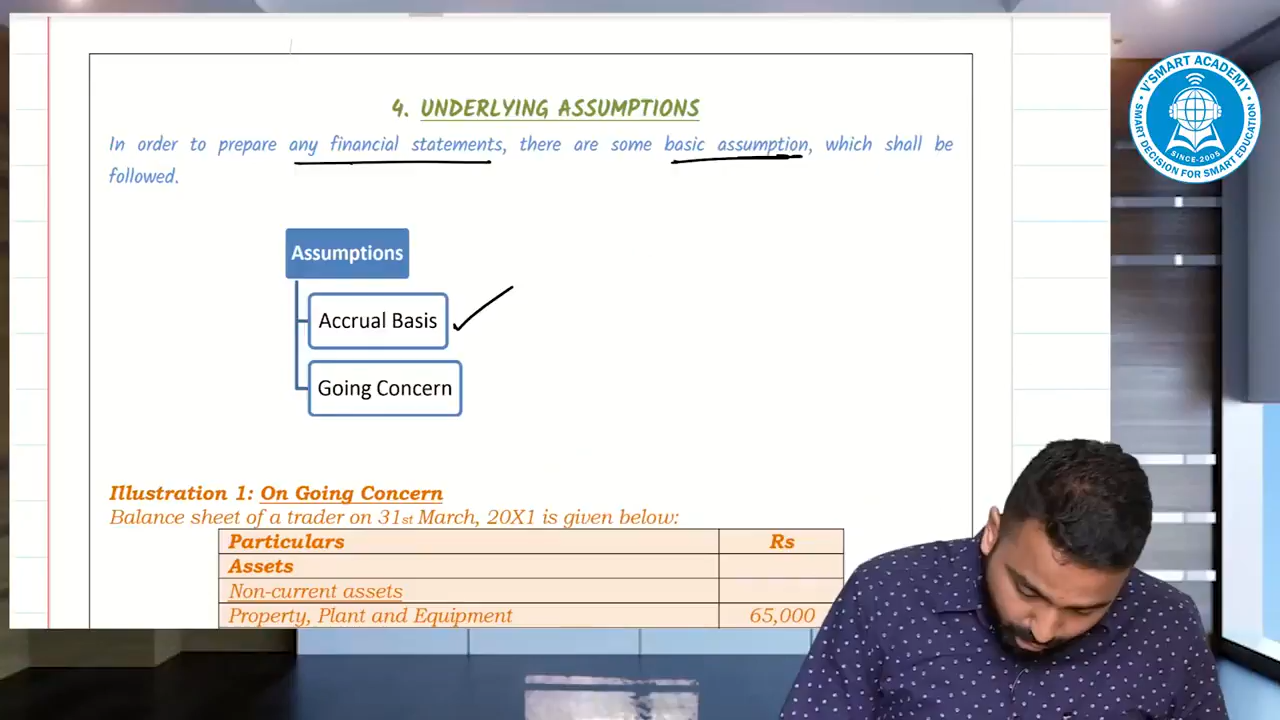 4. UNDERLYING ASSUMPTIONS
In order to prepare any financial statements, there are some basic assumption, which shall be
followed.
Assumptions
Accrual Basis
Going Concern
Illustration 1: On Going Concern
Balance sheet of a trader on 31st March, 20X1 is given below:
Particulars Rs
Assets
Non-current assets
Property, Plant and Equipment 65,000
V'SMART ACADEMY
SMART DECISION FOR SMART EDUCATION
SINCE-2005